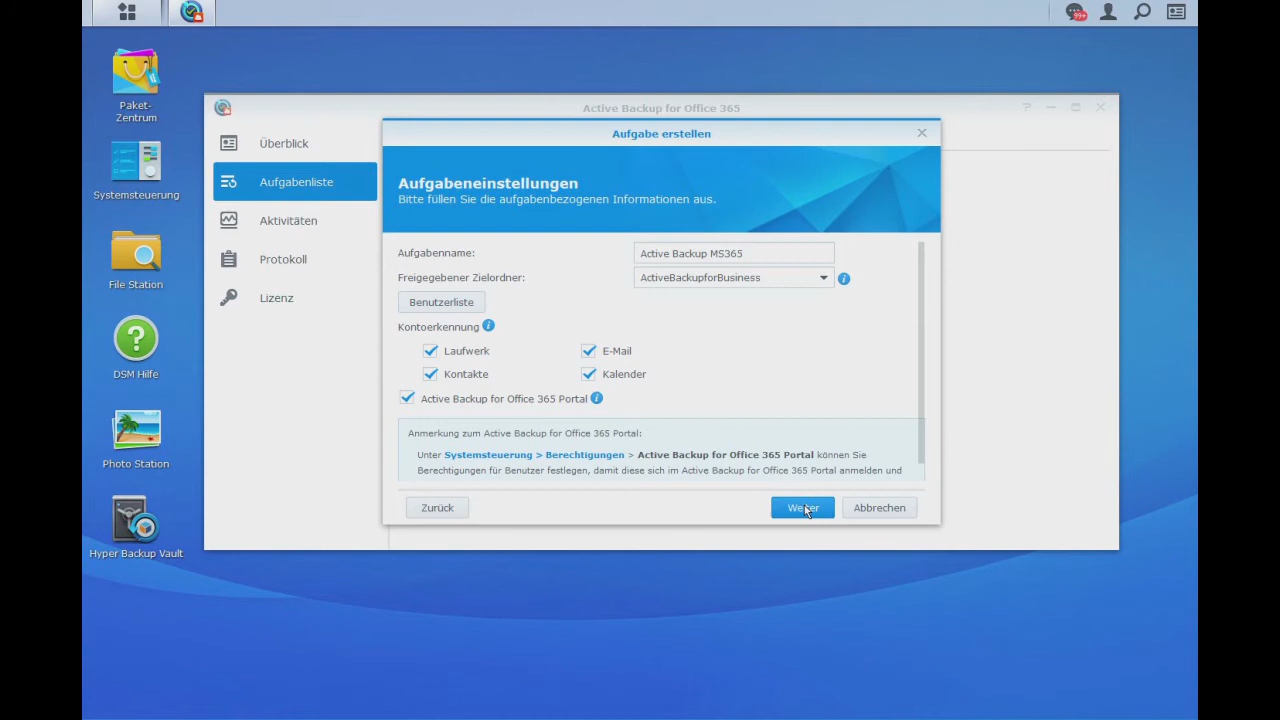 99+
Paket-
Zentrum
Systemsteuerung
File Station
DSM Hilfe
Photo Station
Hyper Backup Vault
Active Backup for Office 365
Überblick
Aufgabenliste
Aktivitäten
Protokoll
Lizenz
Aufgabe erstellen
Aufgabeneinstellungen
Bitte füllen Sie die aufgabenbezogenen Informationen aus.
Aufgabenname: Active Backup MS365
Freigegebener Zielordner: ActiveBackupforBusiness
Benutzerliste
Kontoerkennung
Laufwerk E-Mail
Kontakte Kalender
Active Backup for Office 365 Portal
Anmerkung zum Active Backup for Office 365 Portal:
Unter Systemsteuerung > Berechtigungen > Active Backup for Office 365 Portal können Sie
Berechtigungen für Benutzer festlegen, damit diese sich im Active Backup for Office 365 Portal anmelden und
Zurück Weiter Abbrechen